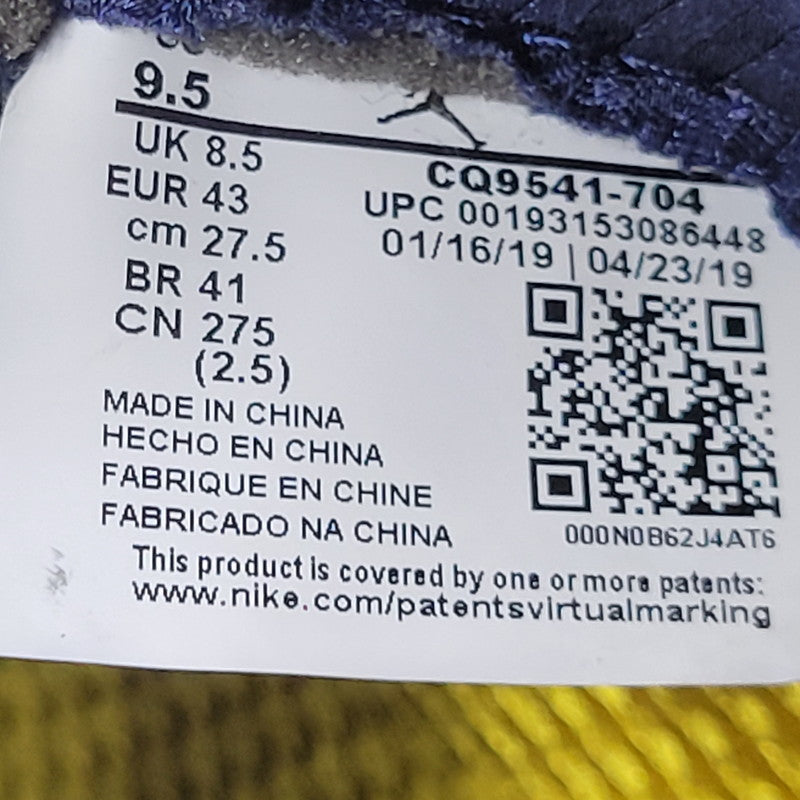 9.5
UK 8.5
EUR 43
cm 27.5
BR 41
CN 275
(2.5)
CQ9541-704
UPC 00193153086448
01/16/19 | 04/23/19
000N0B62J4AT6
MADE IN CHINA
HECHO EN CHINA
FABRIQUE EN CHINE
FABRICADO NA CHINA
This product is covered by one or more patents:
www.nike.com/patentsvirtualmarking